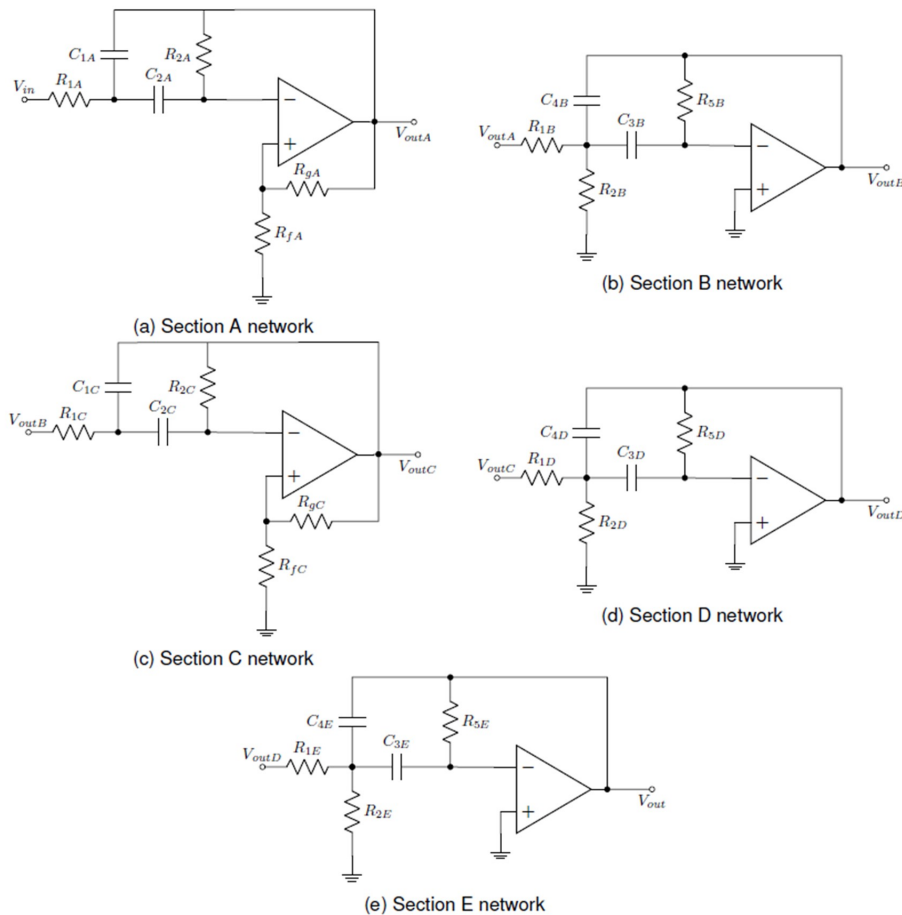 C1A
R2A
Vin
R1A
C2A
−
+
VoutA
RgA
RfA
(a) Section A network
C4B
R5B
VoutA
R1B
C3B
−
+
VoutB
R2B
(b) Section B network
C1C
R2C
VoutB
R1C
C2C
−
+
VoutC
RgC
RfC
(c) Section C network
C4D
R5D
VoutC
R1D
C3D
−
+
VoutD
R2D
(d) Section D network
C4E
R5E
VoutD
R1E
C3E
−
+
Vout
R2E
(e) Section E network